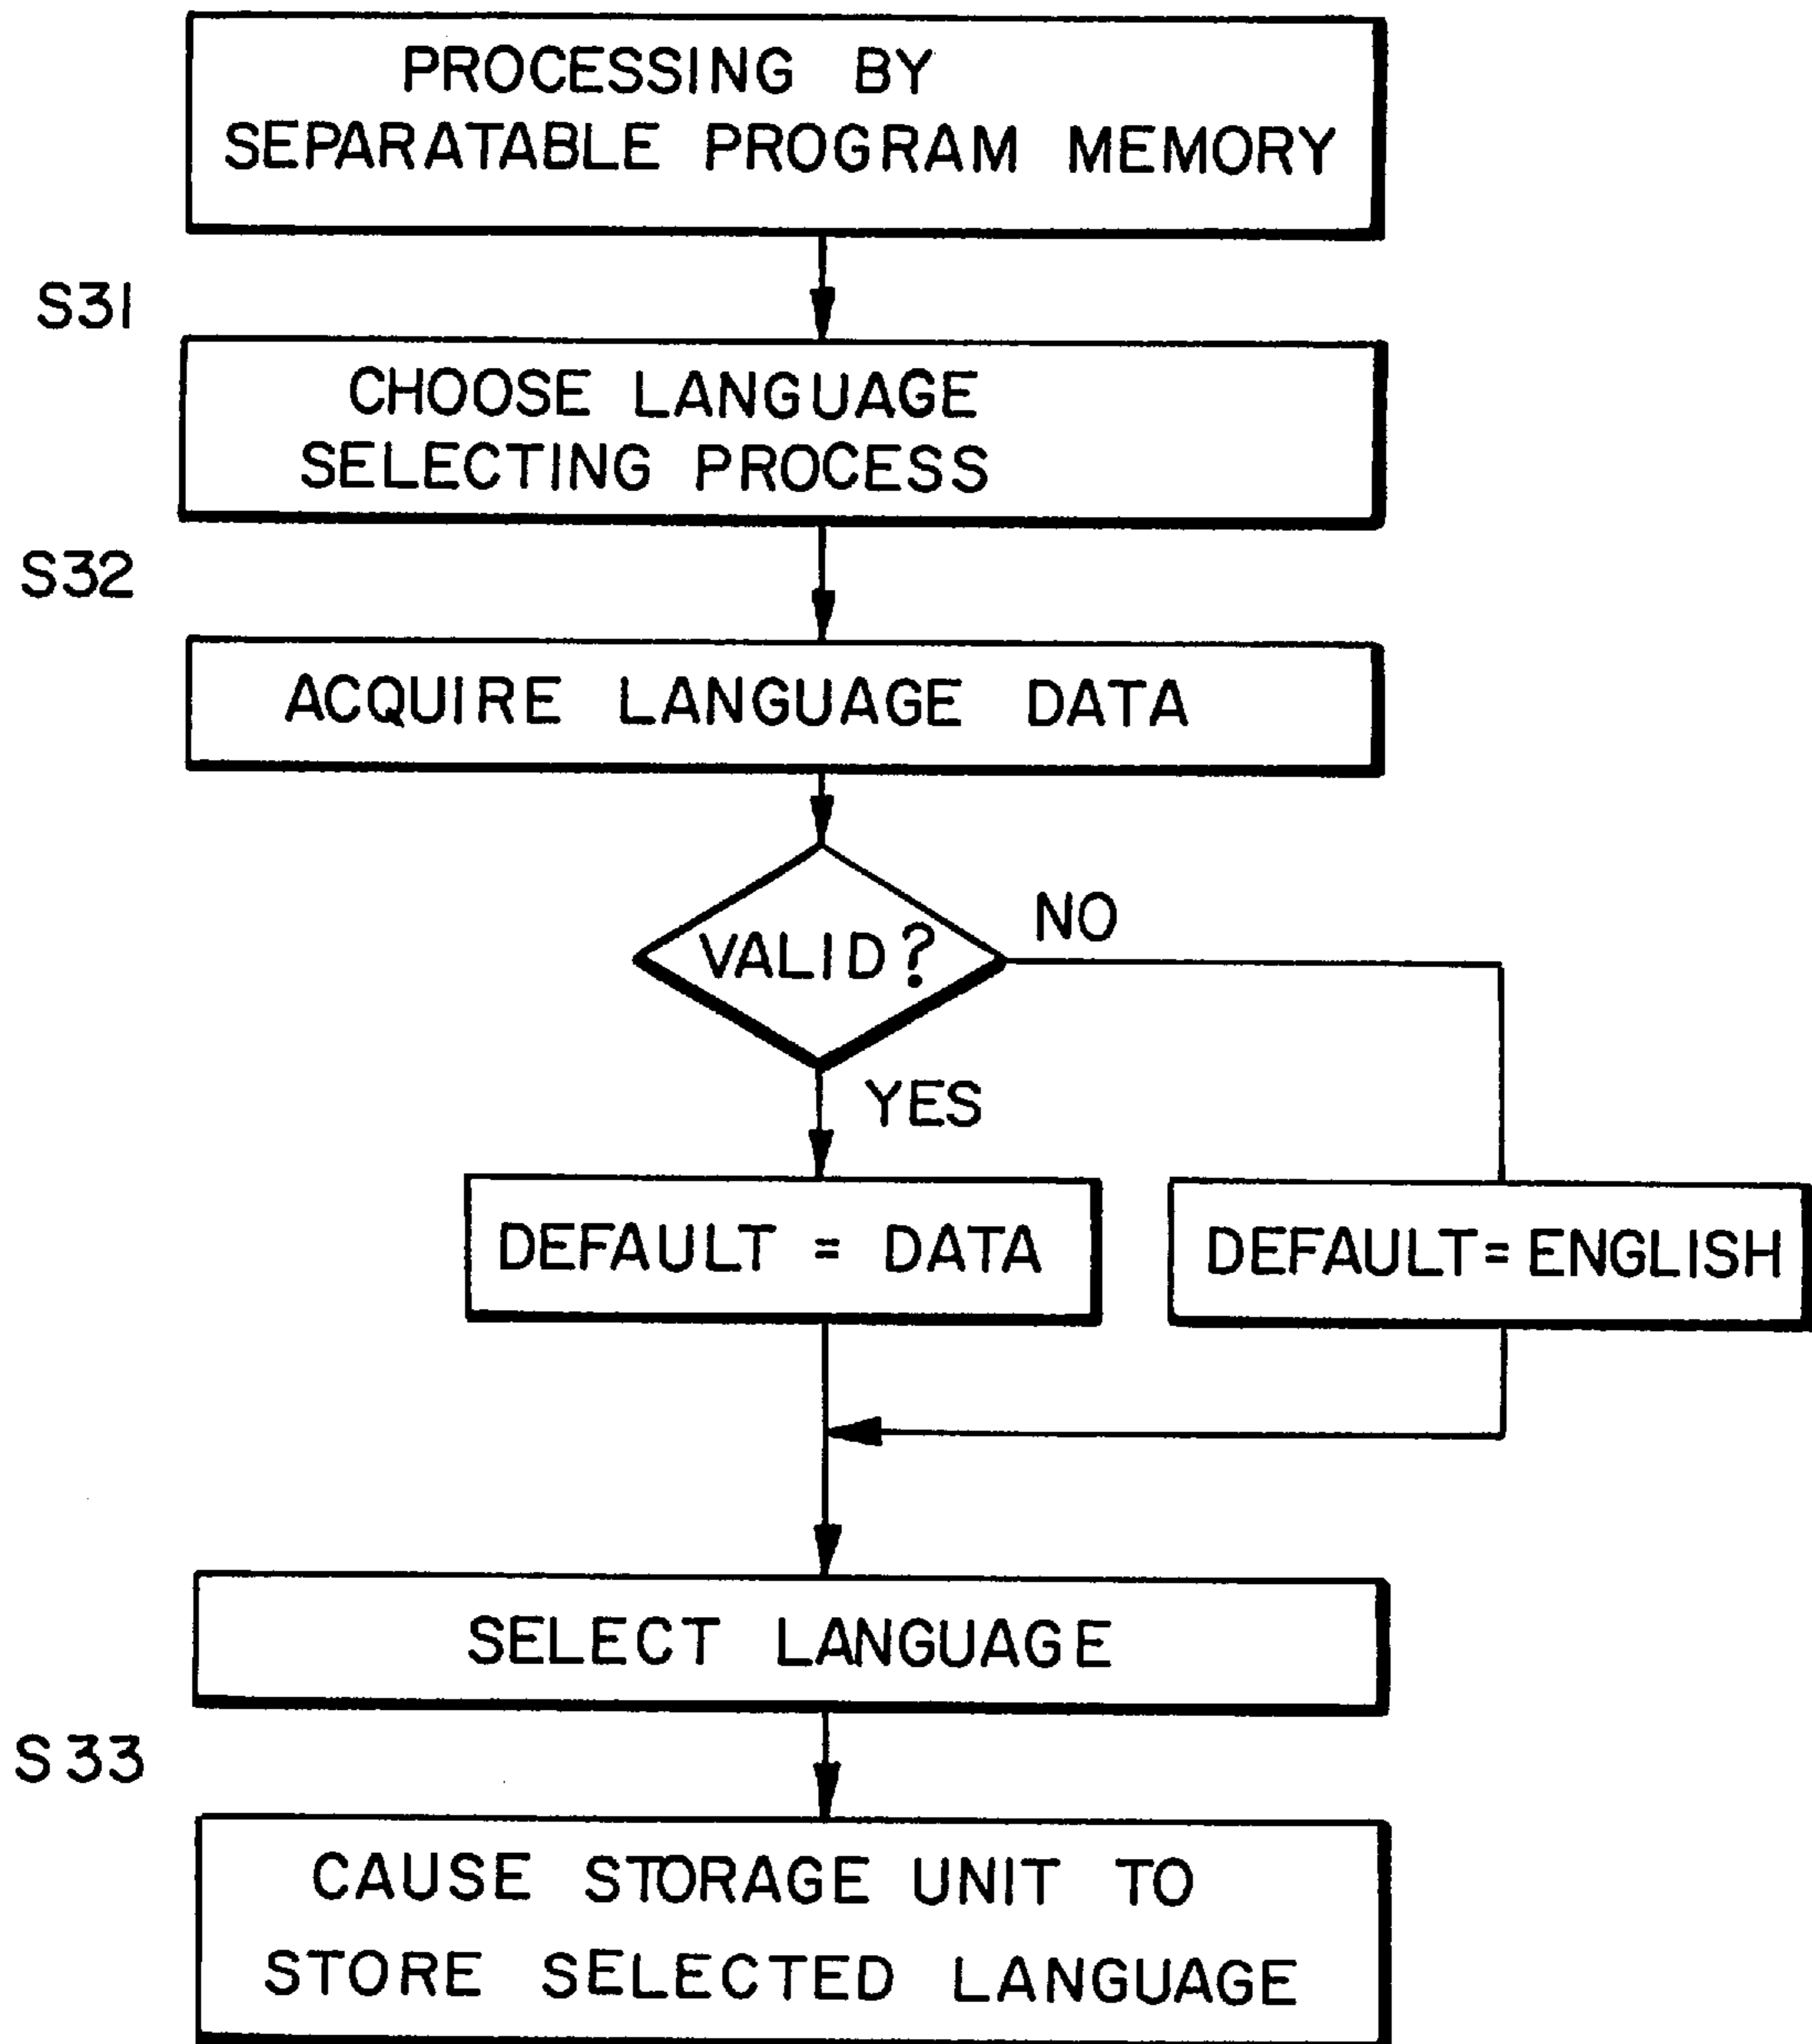 PROCESSING BY
SEPARATABLE PROGRAM MEMORY
S31
CHOOSE LANGUAGE
SELECTING PROCESS
S32
ACQUIRE LANGUAGE DATA
VALID?
NO
YES
DEFAULT = DATA
DEFAULT = ENGLISH
SELECT LANGUAGE
S33
CAUSE STORAGE UNIT TO
STORE SELECTED LANGUAGE